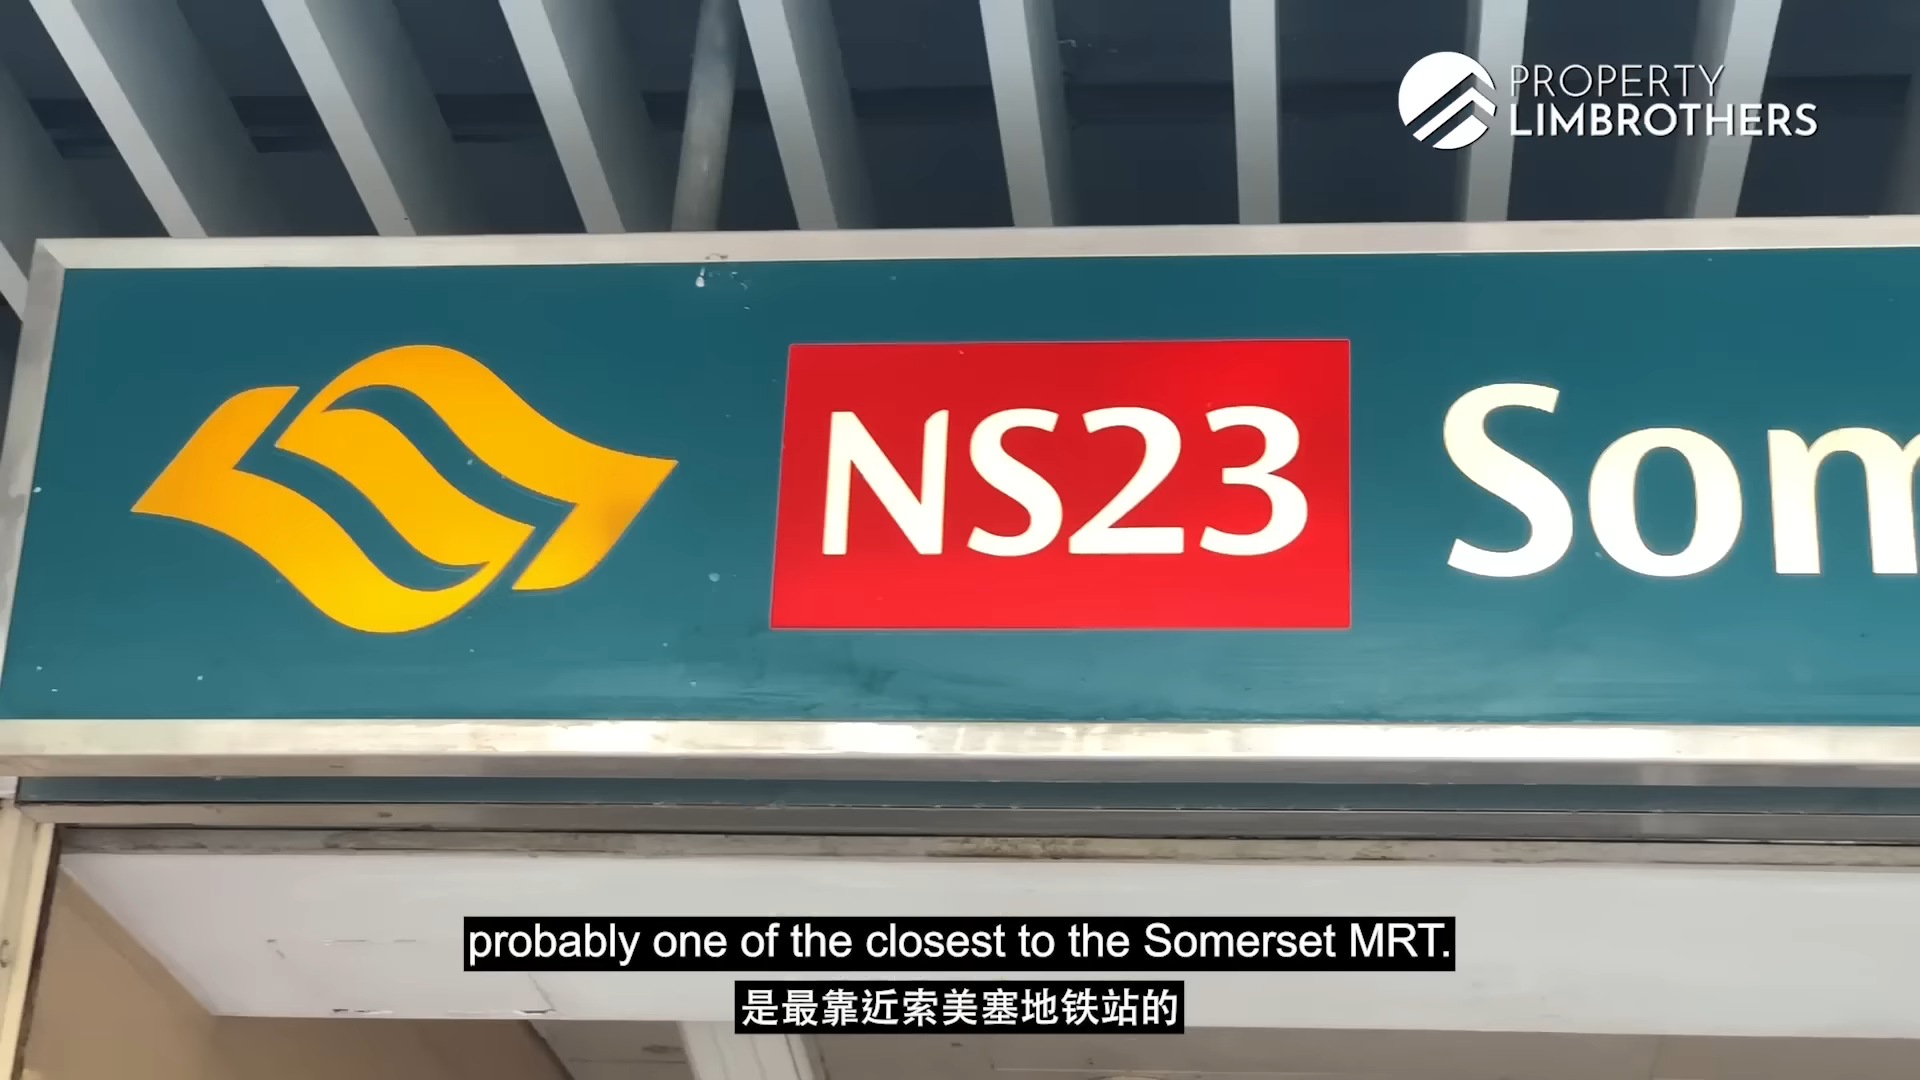 PROPERTY
LIMBROTHERS
NS23 Som
probably one of the closest to the Somerset MRT.
是最靠近索美塞地铁站的